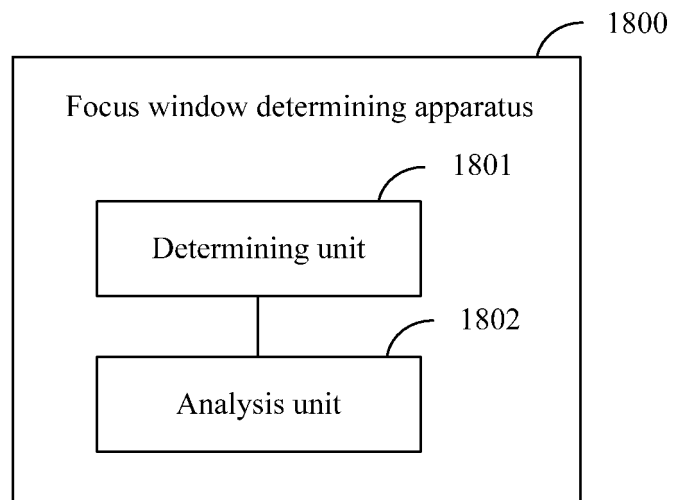 1800
Focus window determining apparatus
1801
Determining unit
1802
Analysis unit